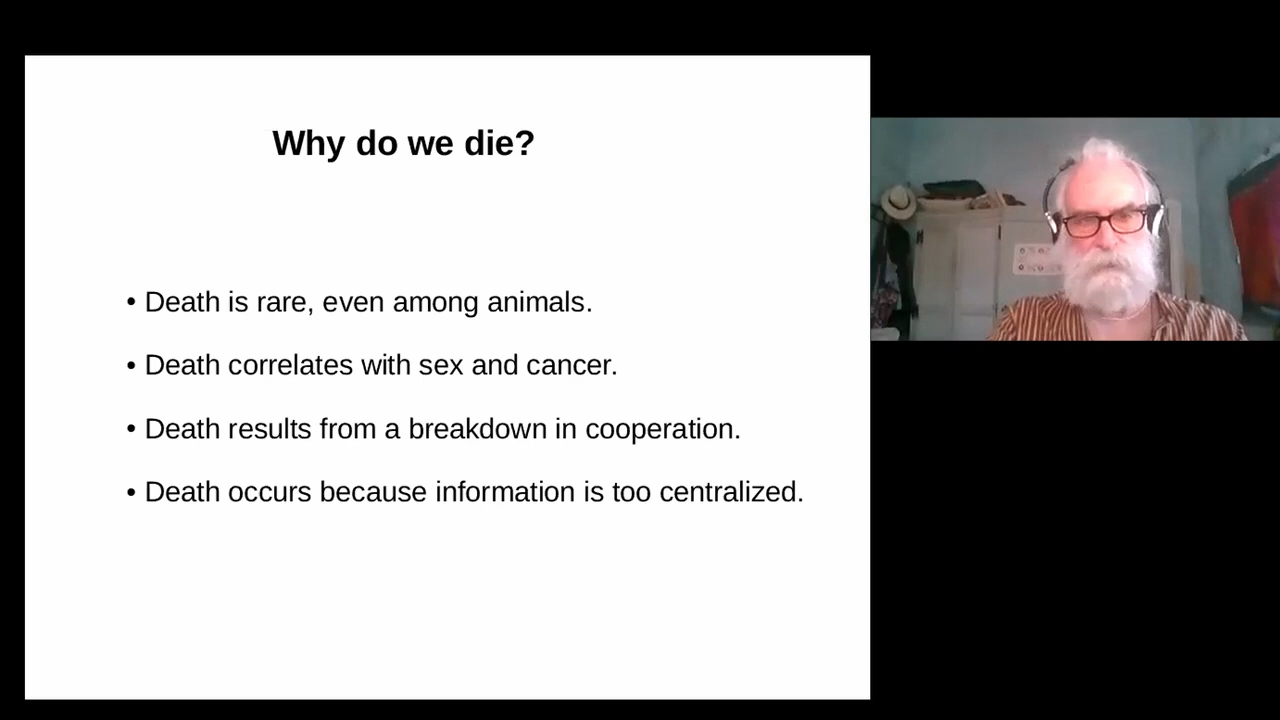 Why do we die?
• Death is rare, even among animals.
• Death correlates with sex and cancer.
• Death results from a breakdown in cooperation.
• Death occurs because information is too centralized.